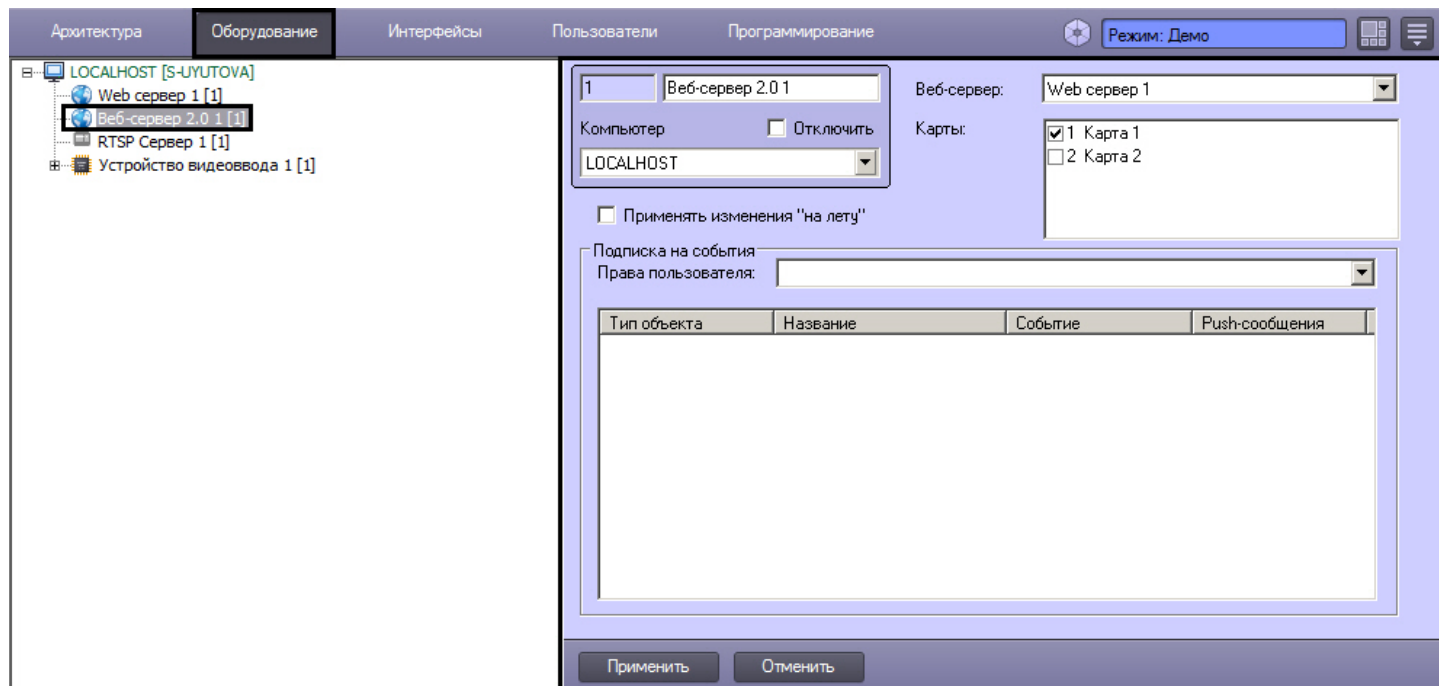 Архитектура Оборудование Интерфейсы Пользователи Программирование Режим: Демо
LOCALHOST [S-UYUTOVA]
Web сервер 1 [1]
Веб-сервер 2.0 1 [1]
RTSP Сервер 1 [1]
Устройство видеоввода 1 [1]
1 Веб-сервер 2.0 1
Компьютер Отключить
LOCALHOST
Веб-сервер: Web сервер 1
Карты:
1 Карта 1
2 Карта 2
Применять изменения "на лету"
Подписка на события
Права пользователя:
Тип объекта Название Событие Push-сообщения
Применить Отменить